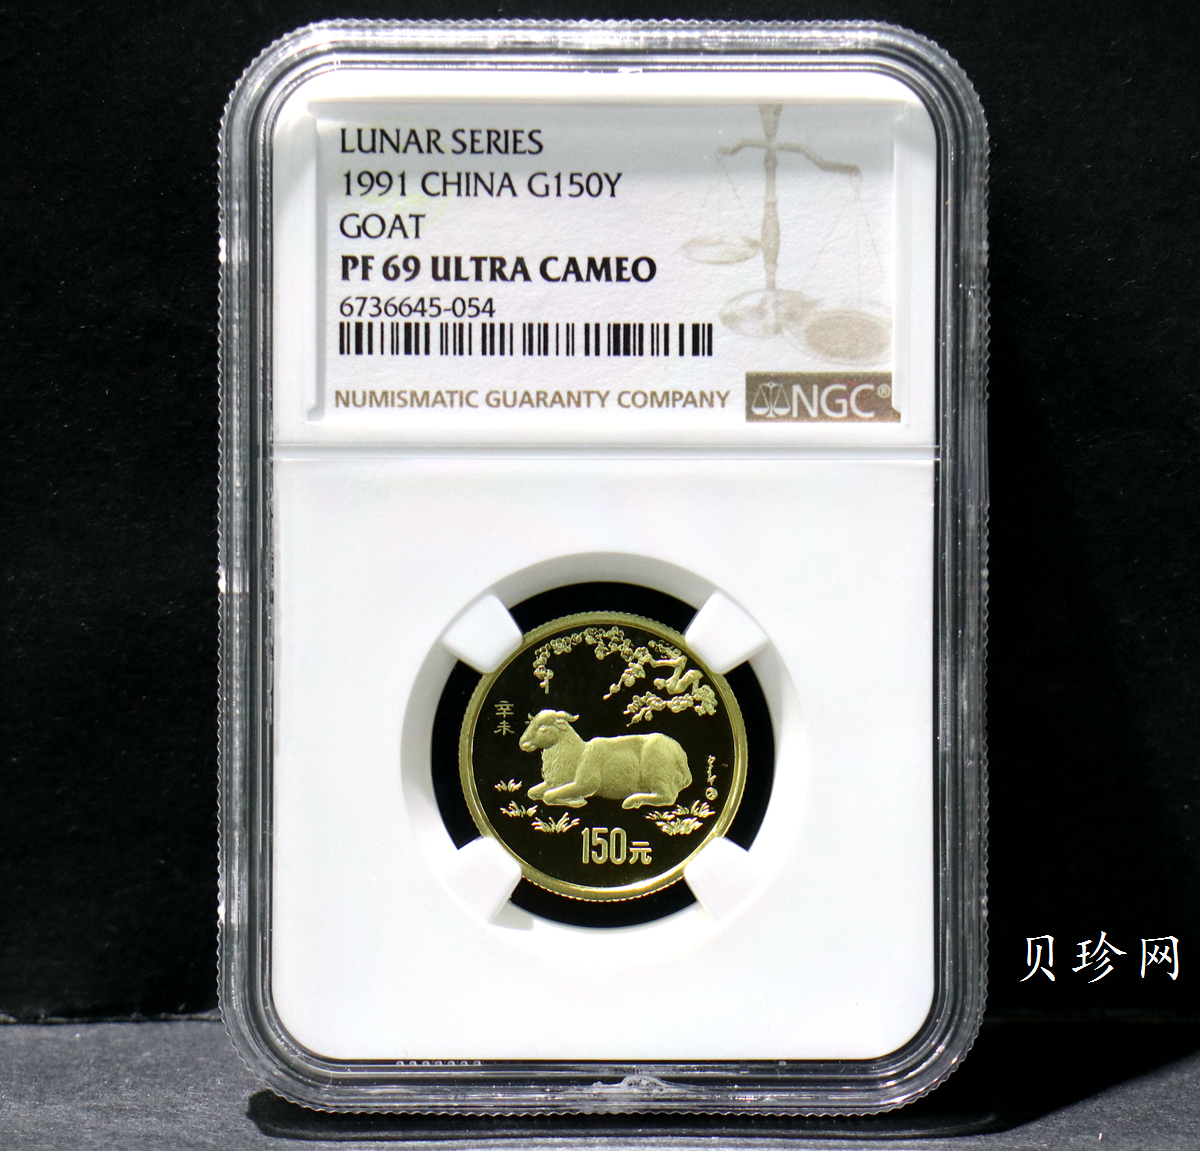 LUNAR SERIES
1991 CHINA G150Y
GOAT
PF 69 ULTRA CAMEO
6736645-054
NUMISMATIC GUARANTY COMPANY
NGC®
辛未
150元
贝珍网